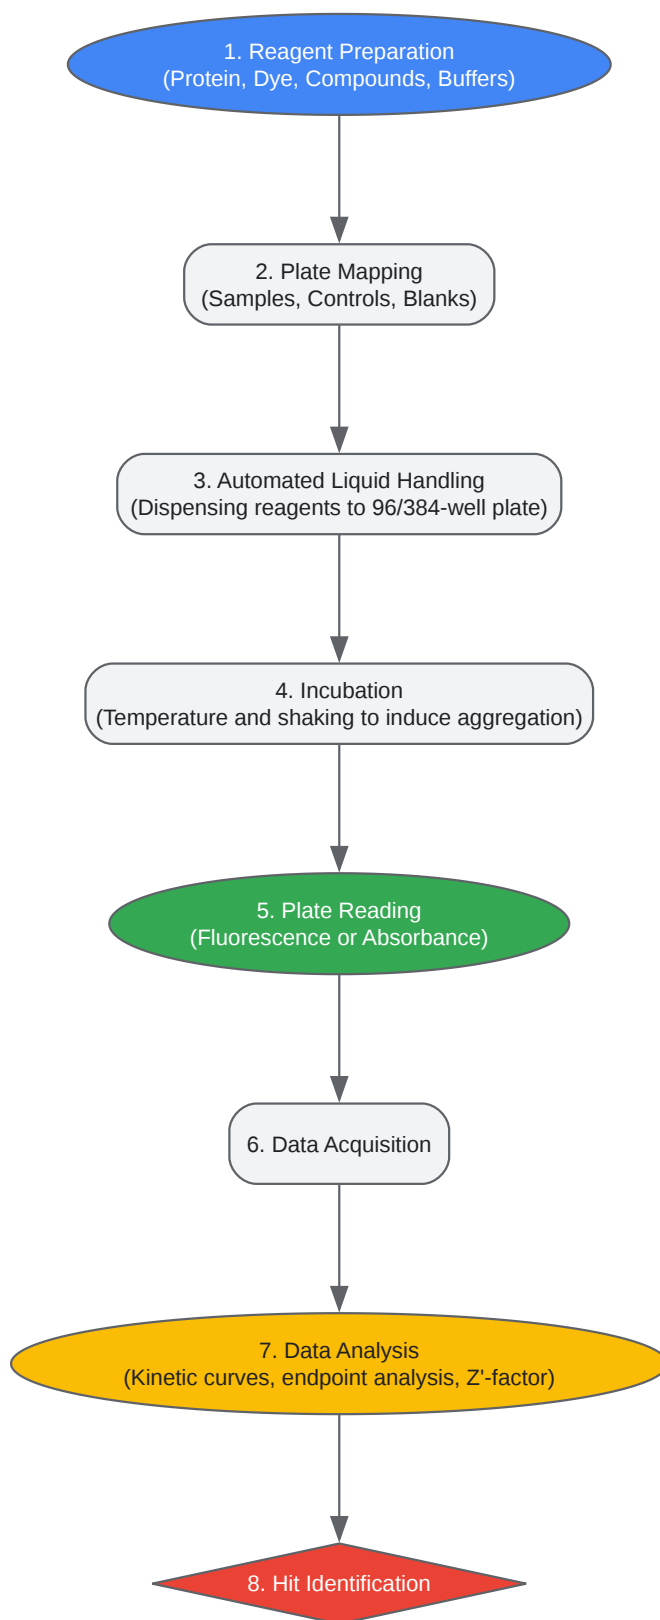 1. Reagent Preparation
(Protein, Dye, Compounds, Buffers)
2. Plate Mapping
(Samples, Controls, Blanks)
3. Automated Liquid Handling
(Dispensing reagents to 96/384-well plate)
4. Incubation
(Temperature and shaking to induce aggregation)
5. Plate Reading
(Fluorescence or Absorbance)
6. Data Acquisition
7. Data Analysis
(Kinetic curves, endpoint analysis, Z'-factor)
8. Hit Identification